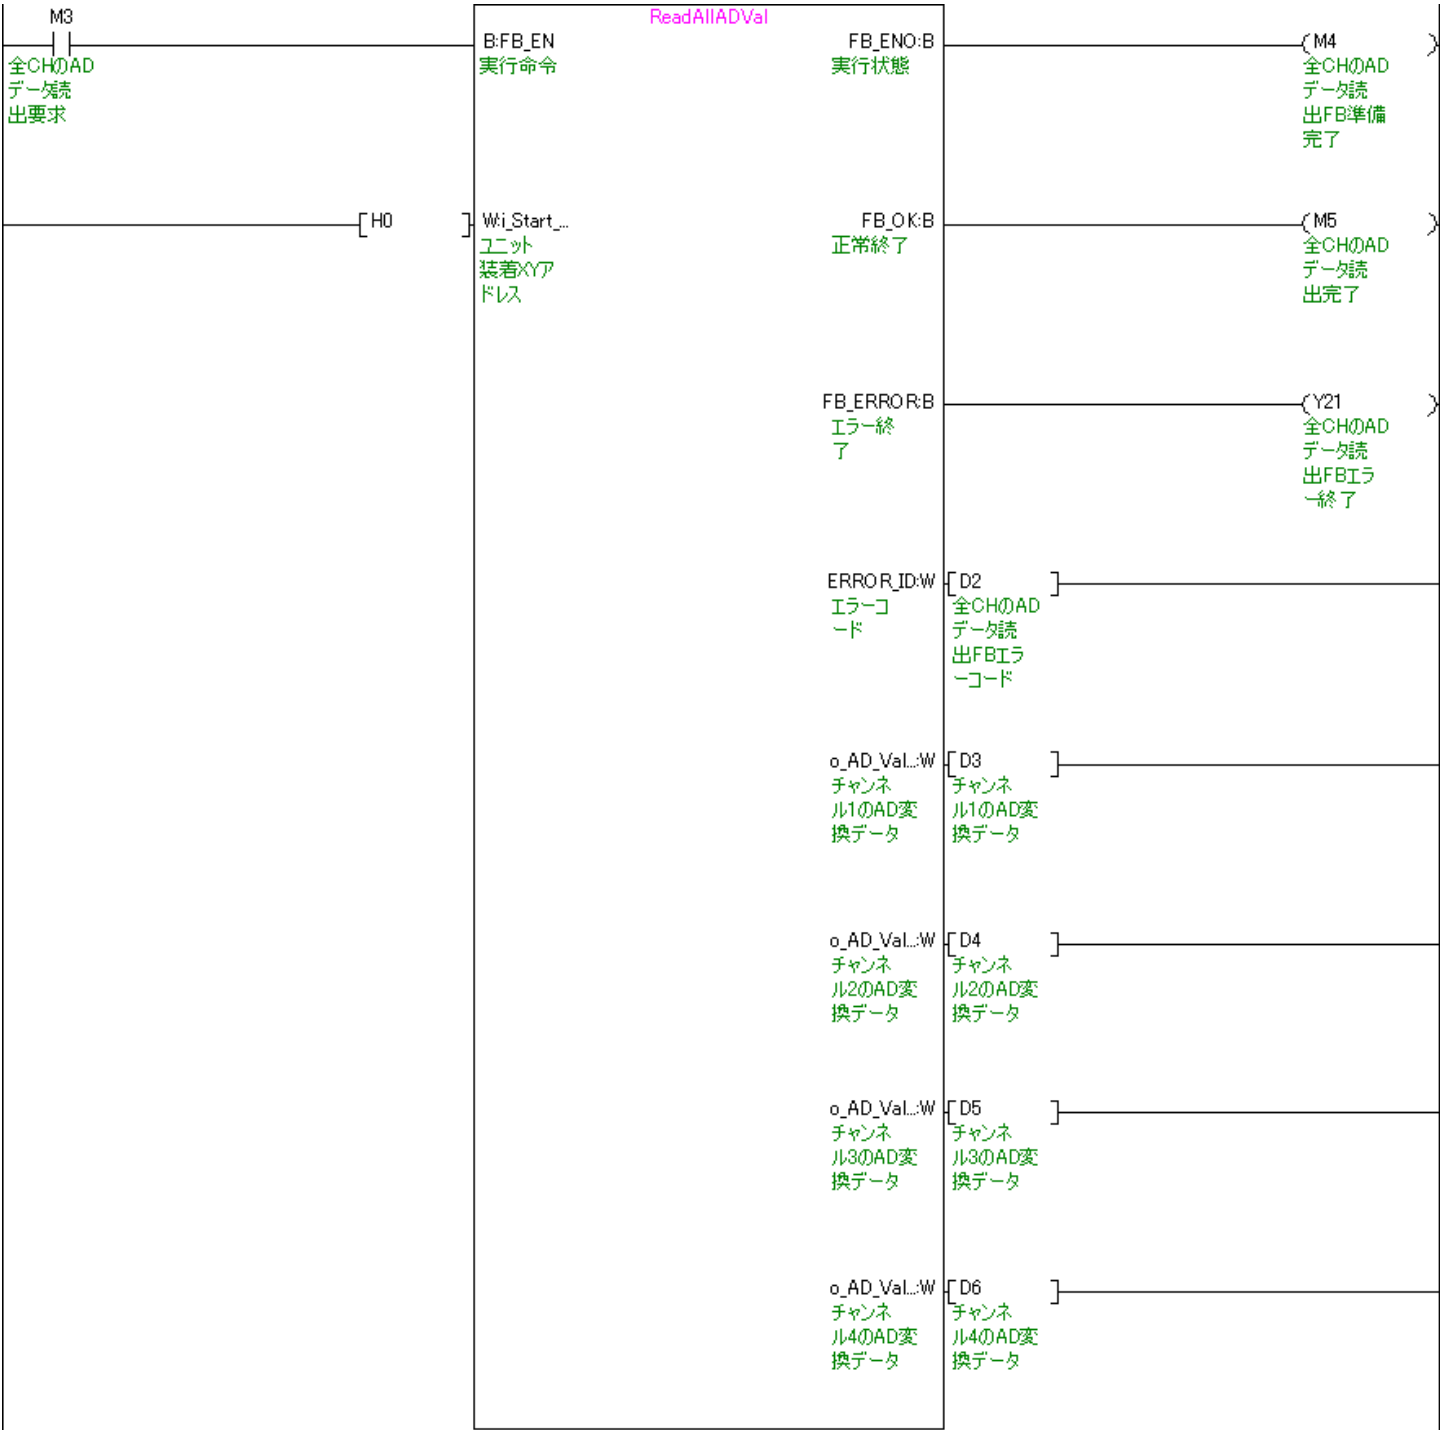 M3
全CHのAD
データ読
出要求
ReadAllADVal
B:FB_EN
実行命令
FB_ENO:B
実行状態
M4
全CHのAD
データ読
出FB準備
完了
H0
W:i_Start_...
ユニット
装着XYア
ドレス
FB_OK:B
正常終了
M5
全CHのAD
データ読
出完了
FB_ERROR:B
エラー終
了
Y21
全CHのAD
データ読
出FBエラ
ー終了
ERROR_ID:W
エラーコ
ード
D2
全CHのAD
データ読
出FBエラ
ーコード
o_AD_Val...:W
チャンネ
ル1のAD変
換データ
D3
チャンネ
ル1のAD変
換データ
o_AD_Val...:W
チャンネ
ル2のAD変
換データ
D4
チャンネ
ル2のAD変
換データ
o_AD_Val...:W
チャンネ
ル3のAD変
換データ
D5
チャンネ
ル3のAD変
換データ
o_AD_Val...:W
チャンネ
ル4のAD変
換データ
D6
チャンネ
ル4のAD変
換データ